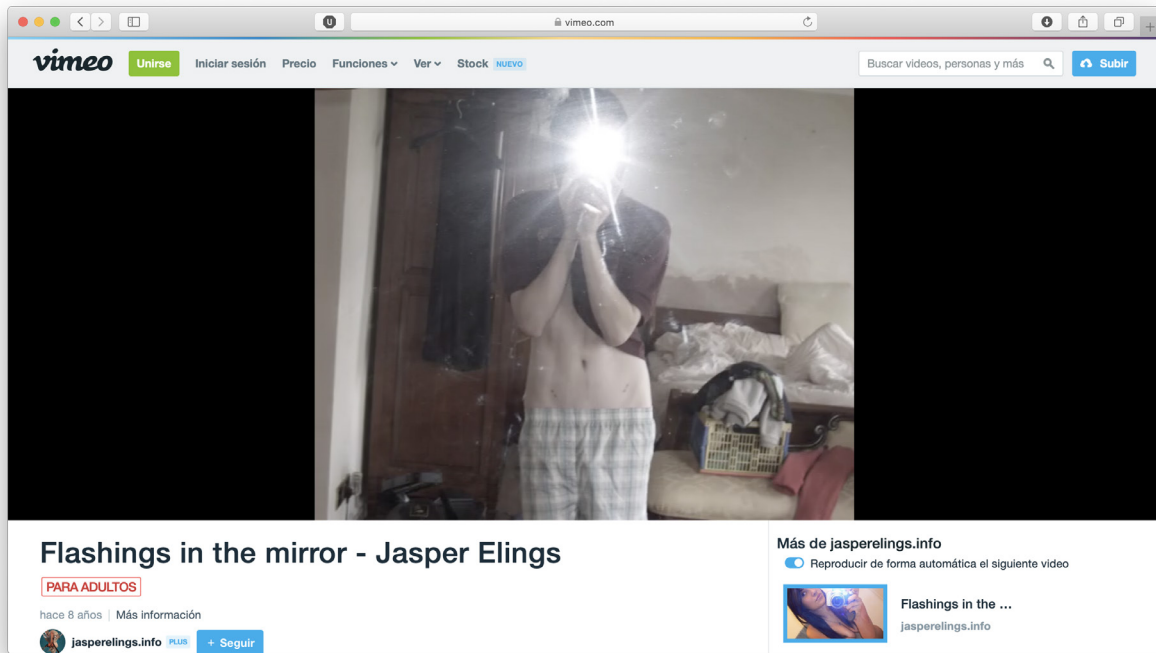 vimeo.com
vimeo Unirse Iniciar sesión Precio Funciones Ver Stock NUEVO Buscar videos, personas y más Subir
Flashings in the mirror - Jasper Elings
PARA ADULTOS
hace 8 años | Más información
jasperelings.info PLUS + Seguir
Más de jasperelings.info
Reproducir de forma automática el siguiente video
Flashings in the ...
jasperelings.info